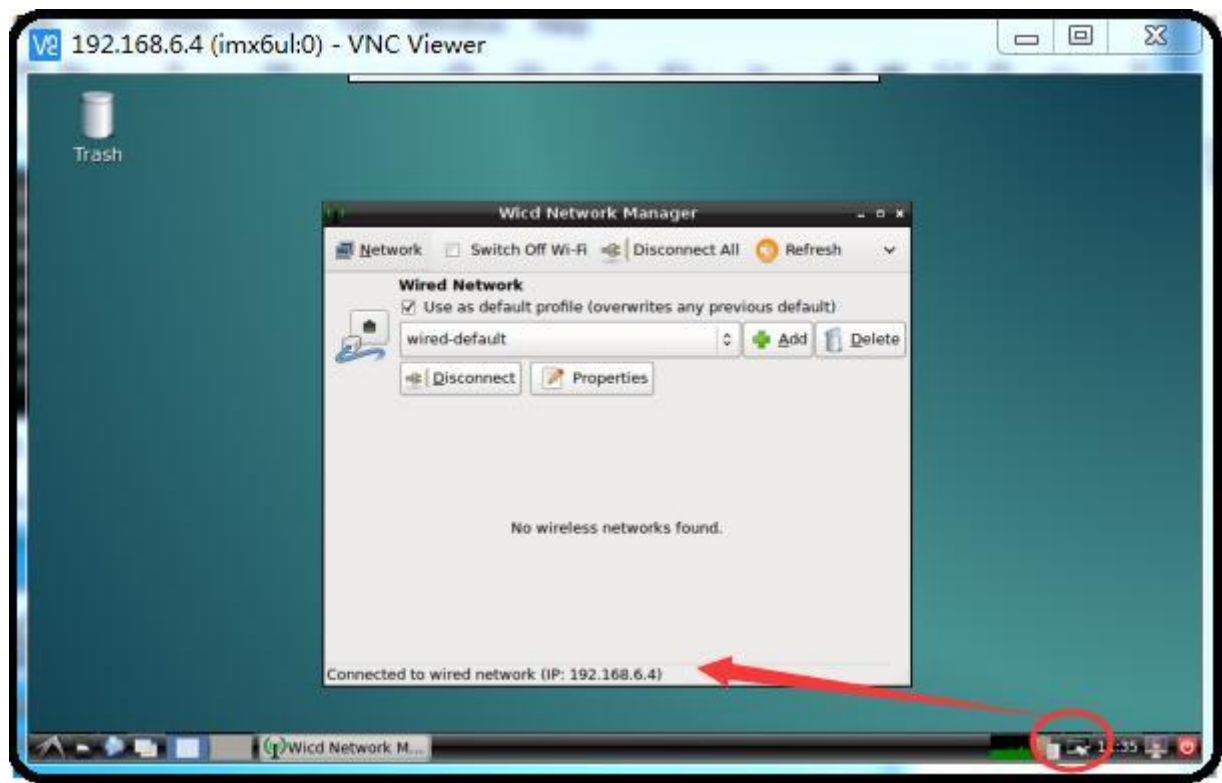 192.168.6.4 (imx6ul:0) - VNC Viewer
Trash
Wicd Network Manager
Network Switch Off Wi-Fi Disconnect All Refresh
Wired Network
Use as default profile (overwrites any previous default)
wired-default Add Delete
Disconnect Properties
No wireless networks found.
Connected to wired network (IP: 192.168.6.4)
Wicd Network M...